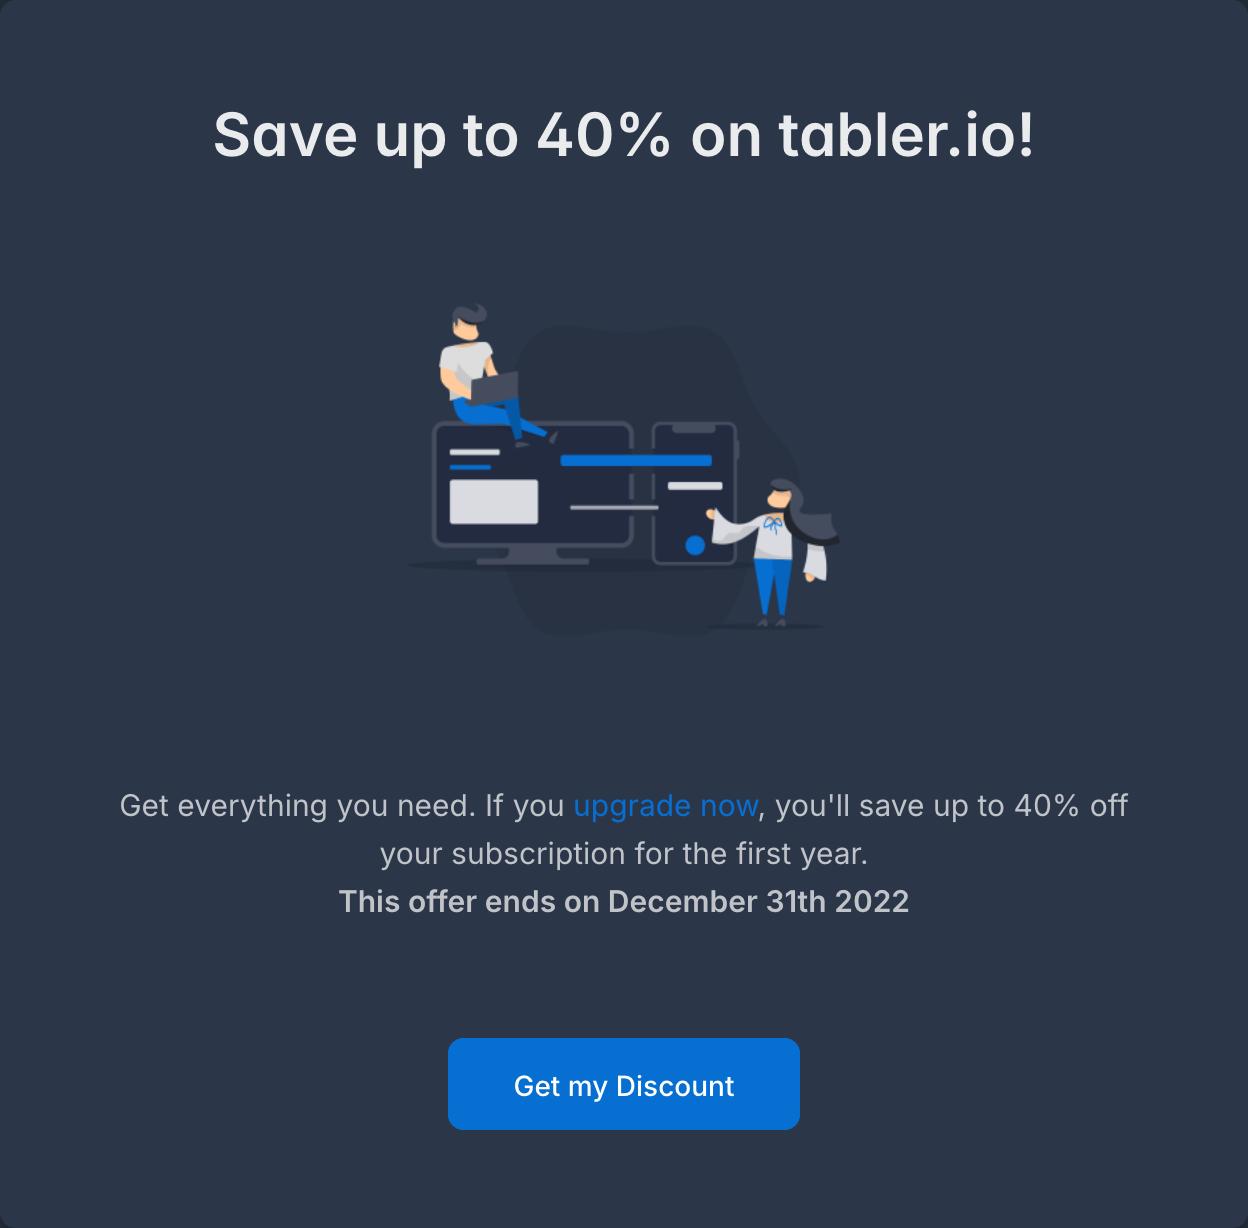 Save up to 40% on tabler.io!
Get everything you need. If you upgrade now, you'll save up to 40% off
your subscription for the first year.
This offer ends on December 31th 2022
Get my Discount